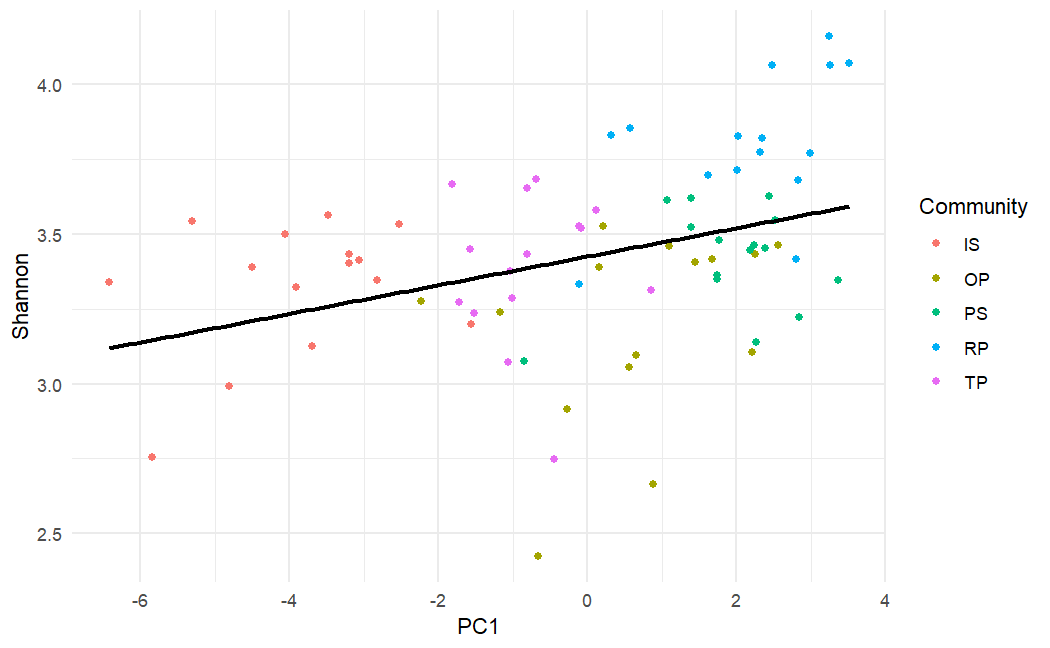 4.0
3.5
3.0
2.5
Shannon
-6
-4
-2
0
2
4
PC1
Community
IS
OP
PS
RP
TP